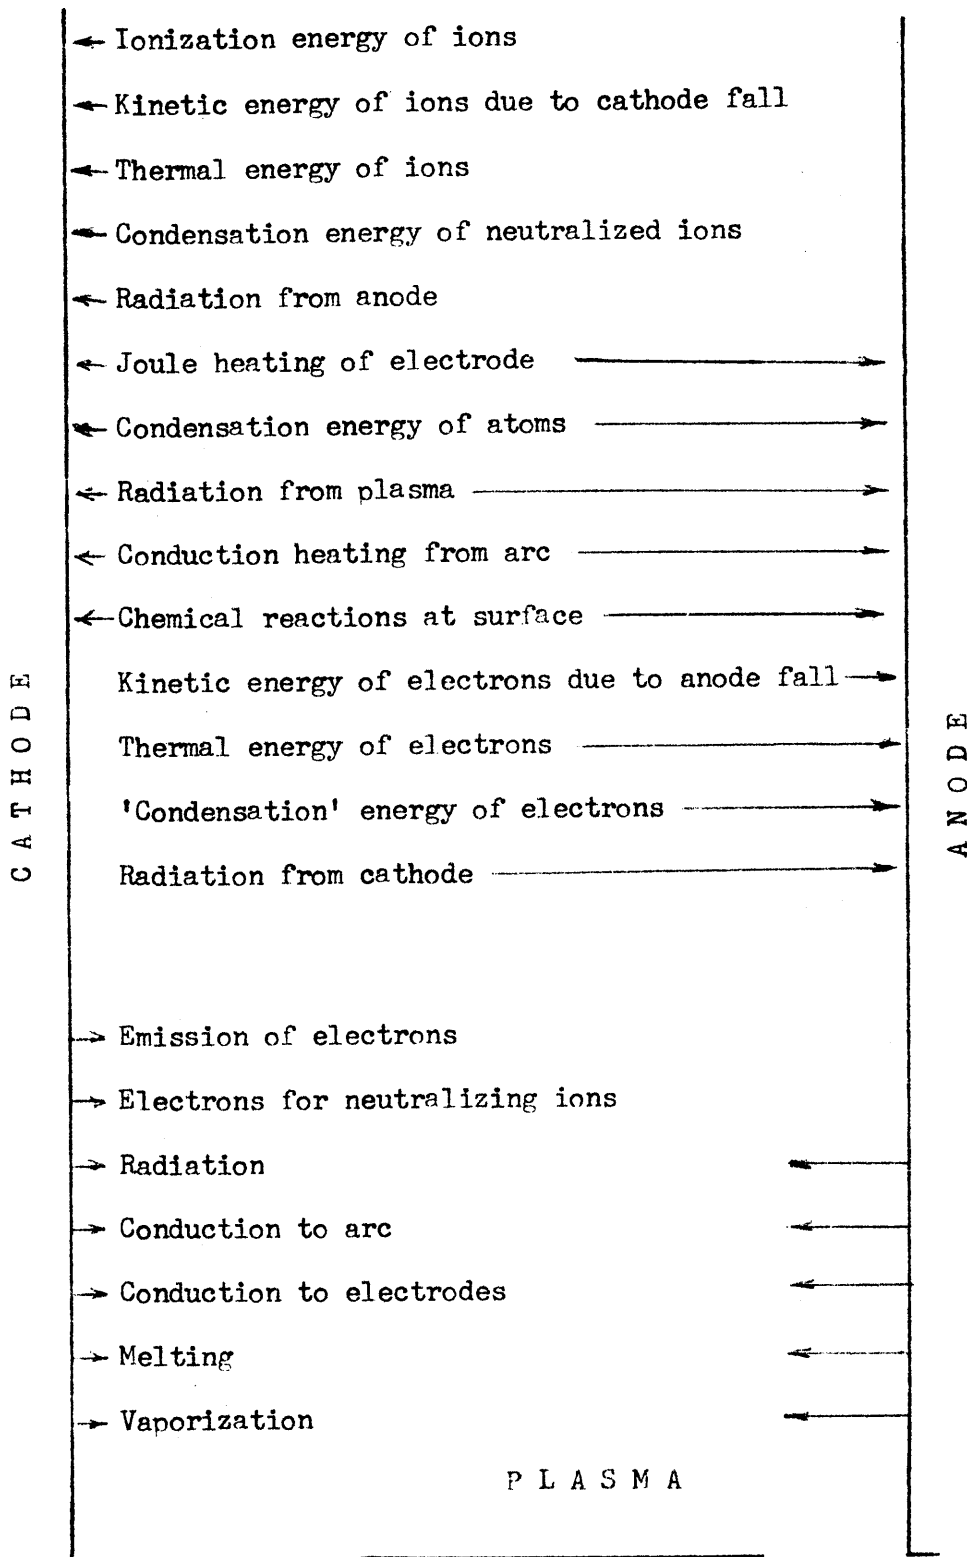 Ionization energy of ions
Kinetic energy of ions due to cathode fall
Thermal energy of ions
Condensation energy of neutralized ions
Radiation from anode
Joule heating of electrode
Condensation energy of atoms
Radiation from plasma
Conduction heating from arc
Chemical reactions at surface
Kinetic energy of electrons due to anode fall
Thermal energy of electrons
'Condensation' energy of electrons
Radiation from cathode
CATHODE
ANODE
Emission of electrons
Electrons for neutralizing ions
Radiation
Conduction to arc
Conduction to electrodes
Melting
Vaporization
PLASMA